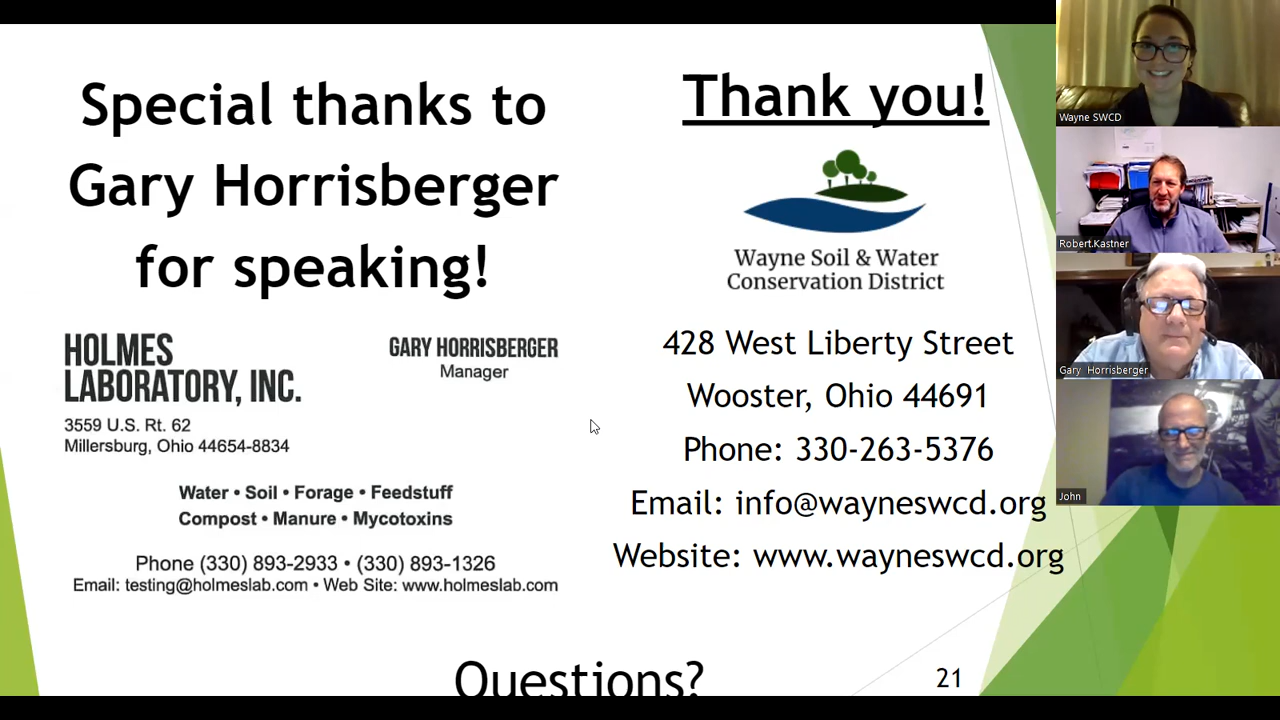 Special thanks to
Gary Horrisberger
for speaking!
HOLMES
LABORATORY, INC.
GARY HORRISBERGER
Manager
3559 U.S. Rt. 62
Millersburg, Ohio 44654-8834
Water • Soil • Forage • Feedstuff
Compost • Manure • Mycotoxins
Phone (330) 893-2933 • (330) 893-1326
Email: testing@holmeslab.com • Web Site: www.holmeslab.com
Thank you!
Wayne Soil & Water
Conservation District
428 West Liberty Street
Wooster, Ohio 44691
Phone: 330-263-5376
Email: info@wayneswcd.org
Website: www.wayneswcd.org
Questions?
21
Wayne SWCD
Robert.Kastner
Gary Horrisberger
John